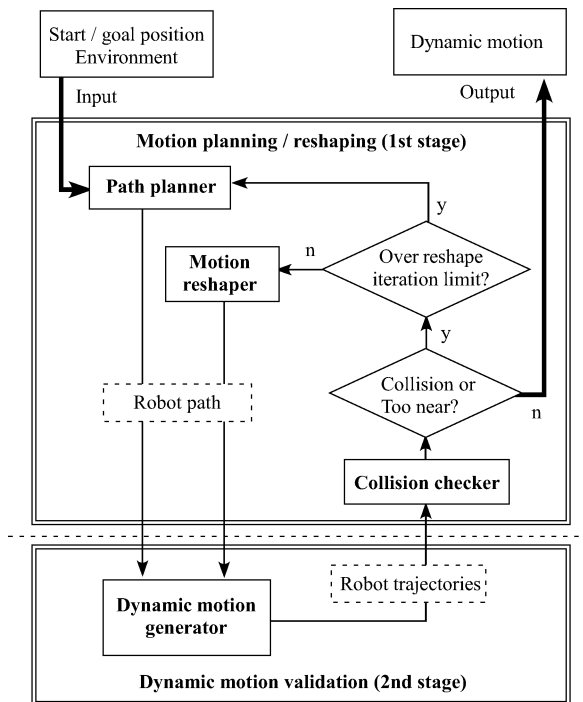 Start / goal position
Environment
Dynamic motion
Input
Output
Motion planning / reshaping (1st stage)
Path planner
y
n
Over reshape
iteration limit?
Motion
reshaper
y
Collision or
Too near?
Robot path
n
Collision checker
Robot trajectories
Dynamic motion
generator
Dynamic motion validation (2nd stage)